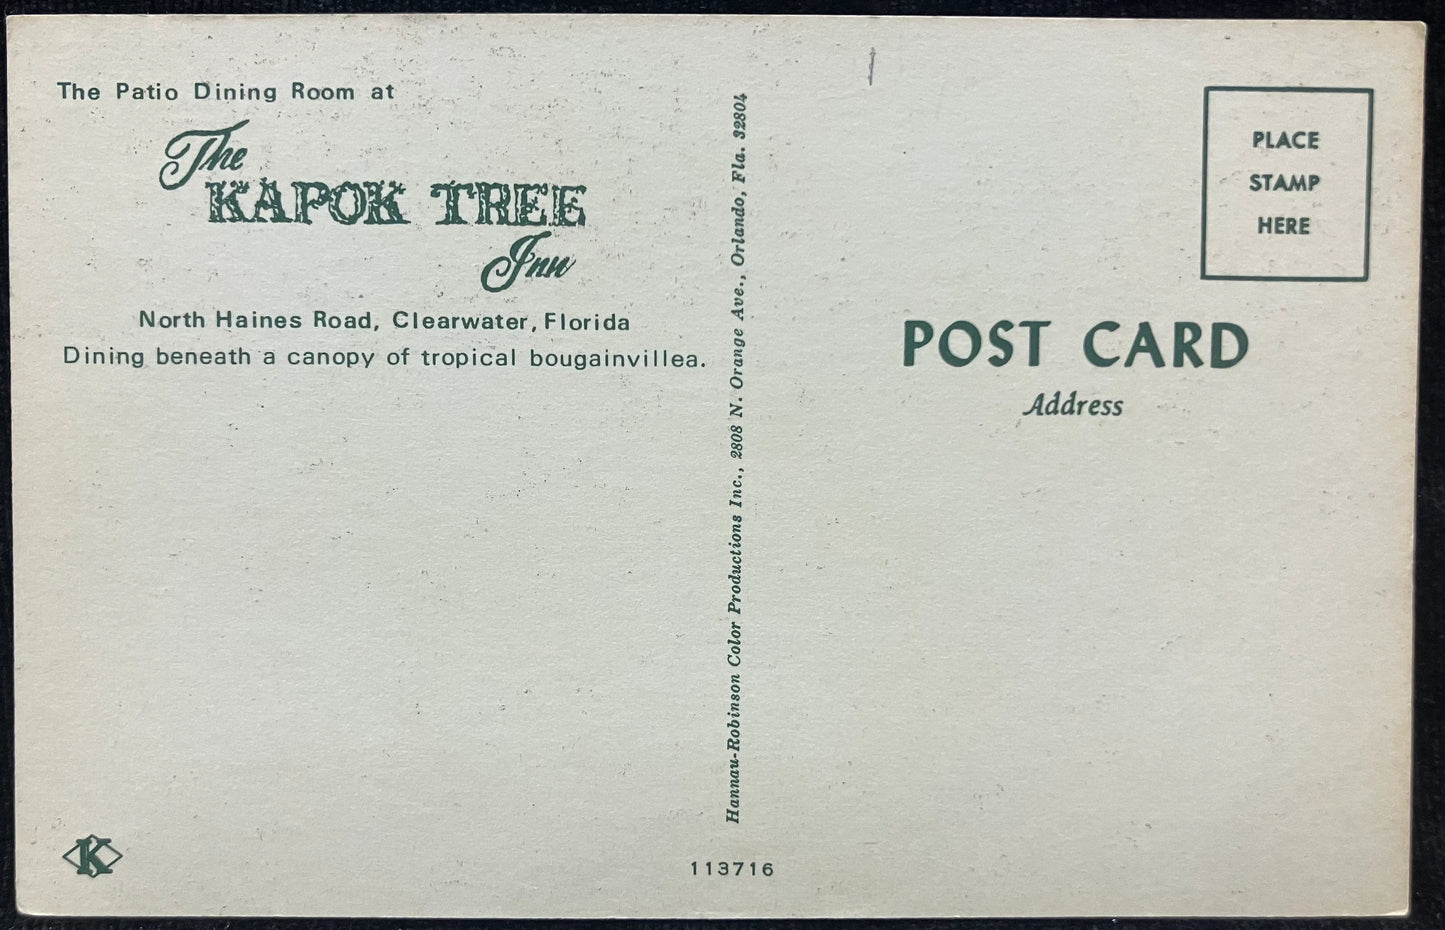 The Patio Dining Room at
The
KAPOK TREE
Inn
North Haines Road, Clearwater, Florida
Dining beneath a canopy of tropical bougainvillea.
K
Hannau-Robinson Color Productions Inc., 2808 N. Orange Ave., Orlando, Fla. 32804
113716
PLACE
STAMP
HERE
POST CARD
Address